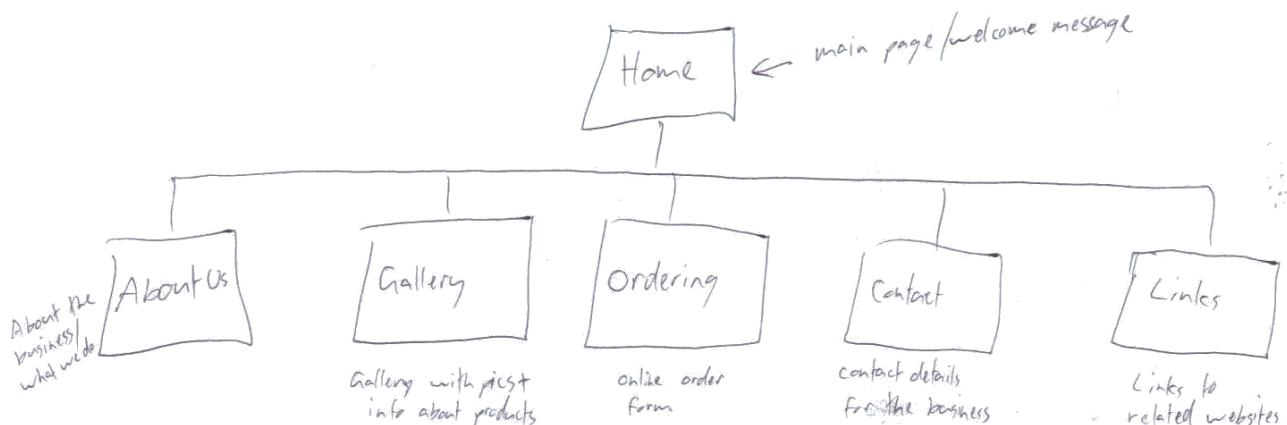 Home
main page/welcome message
About Us
About the
business/
what we do
Gallery
Gallery with pics +
info about products
Ordering
online order
form
Contact
contact details
for the business
Links
Links to
related websites